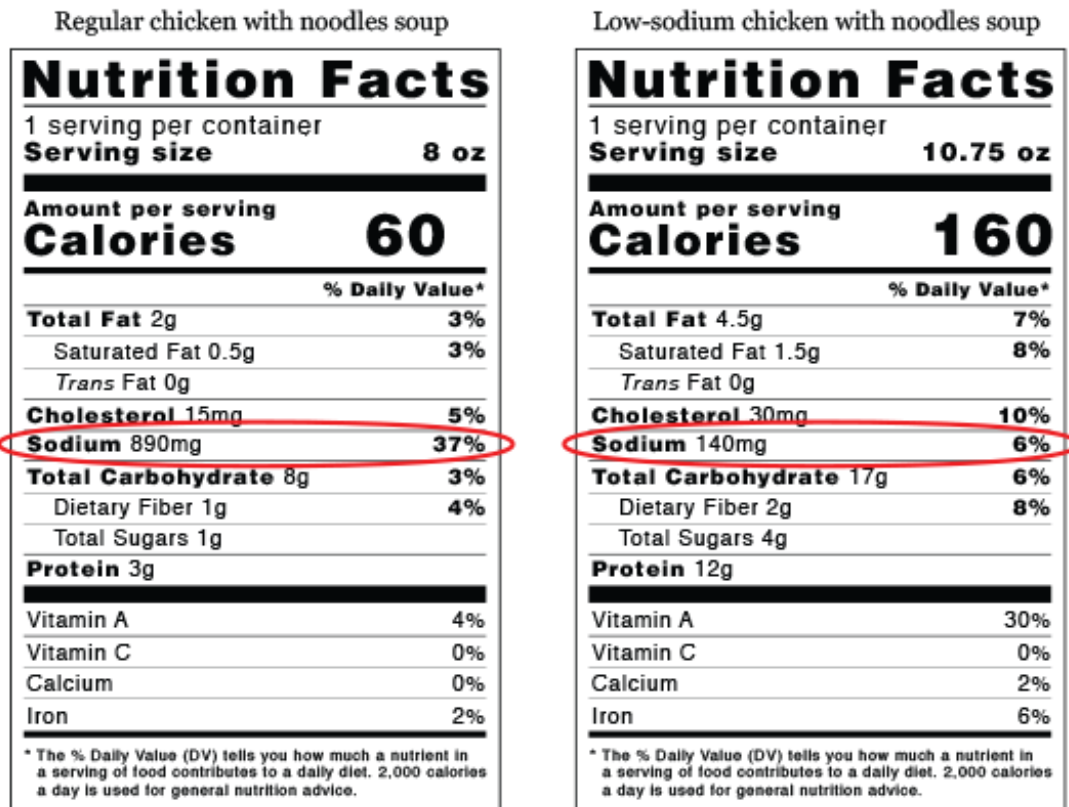 Regular chicken with noodles soup
Nutrition Facts
1 serving per container
Serving size 8 oz
Amount per serving
Calories 60
% Daily Value*
Total Fat 2g 3%
Saturated Fat 0.5g 3%
Trans Fat 0g
Cholesterol 15mg 5%
Sodium 890mg 37%
Total Carbohydrate 8g 3%
Dietary Fiber 1g 4%
Total Sugars 1g
Protein 3g
Vitamin A 4%
Vitamin C 0%
Calcium 0%
Iron 2%
* The % Daily Value (DV) tells you how much a nutrient in
a serving of food contributes to a daily diet. 2,000 calories
a day is used for general nutrition advice.
Low-sodium chicken with noodles soup
Nutrition Facts
1 serving per container
Serving size 10.75 oz
Amount per serving
Calories 160
% Daily Value*
Total Fat 4.5g 7%
Saturated Fat 1.5g 8%
Trans Fat 0g
Cholesterol 30mg 10%
Sodium 140mg 6%
Total Carbohydrate 17g 6%
Dietary Fiber 2g 8%
Total Sugars 4g
Protein 12g
Vitamin A 30%
Vitamin C 0%
Calcium 2%
Iron 6%
* The % Daily Value (DV) tells you how much a nutrient in
a serving of food contributes to a daily diet. 2,000 calories
a day is used for general nutrition advice.